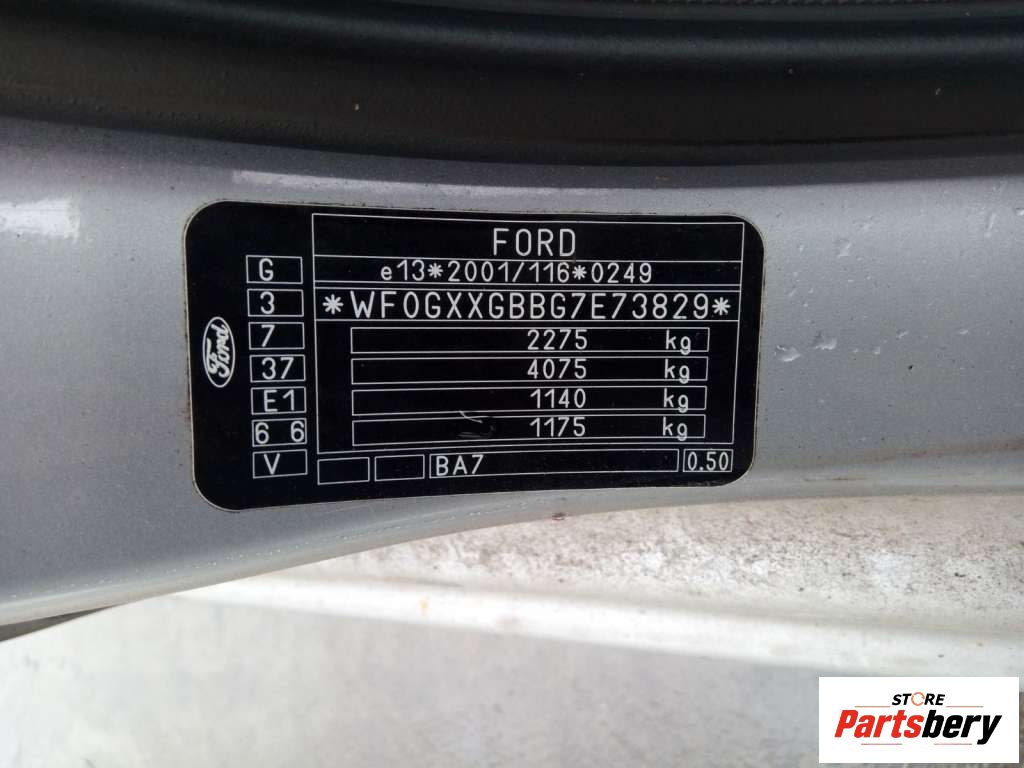 FORD
e13*2001/116*0249
*WF0GXXGBBG7E73829*
2275 kg
4075 kg
1140 kg
1175 kg
BA7 0.50
G
3
7
37
E1
6 6
V
Ford
STORE
Partsbery